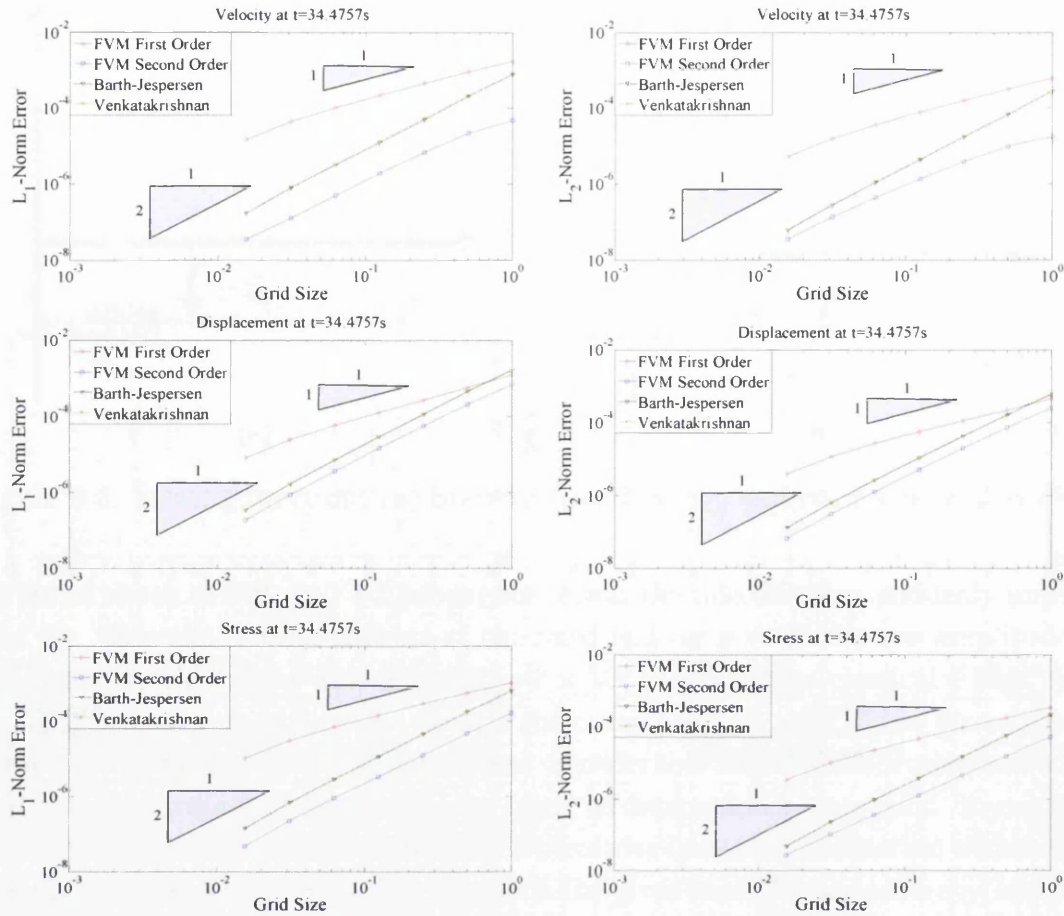 Velocity at t=34.4757s
10^-2
FVM First Order
FVM Second Order
Barth-Jespersen
Venkatakrishnan
1
1
10^-4
L1-Norm Error
1
2
10^-6
10^-8
10^-3
10^-2
10^-1
10^0
Grid Size
Velocity at t=34.4757s
10^-2
FVM First Order
FVM Second Order
Barth-Jespersen
Venkatakrishnan
1
1
10^-4
L2-Norm Error
1
2
10^-6
10^-8
10^-3
10^-2
10^-1
10^0
Grid Size
Displacement at t=34.4757s
10^-2
FVM First Order
FVM Second Order
Barth-Jespersen
Venkatakrishnan
1
1
10^-4
L1-Norm Error
1
2
10^-6
10^-8
10^-3
10^-2
10^-1
10^0
Grid Size
Displacement at t=34.4757s
10^-2
FVM First Order
FVM Second Order
Barth-Jespersen
Venkatakrishnan
1
1
10^-4
L2-Norm Error
1
2
10^-6
10^-8
10^-3
10^-2
10^-1
10^0
Grid Size
Stress at t=34.4757s
10^-2
FVM First Order
FVM Second Order
Barth-Jespersen
Venkatakrishnan
1
1
10^-4
L1-Norm Error
1
2
10^-6
10^-8
10^-3
10^-2
10^-1
10^0
Grid Size
Stress at t=34.4757s
10^-2
FVM First Order
FVM Second Order
Barth-Jespersen
Venkatakrishnan
1
1
10^-4
L2-Norm Error
1
2
10^-6
10^-8
10^-3
10^-2
10^-1
10^0
Grid Size